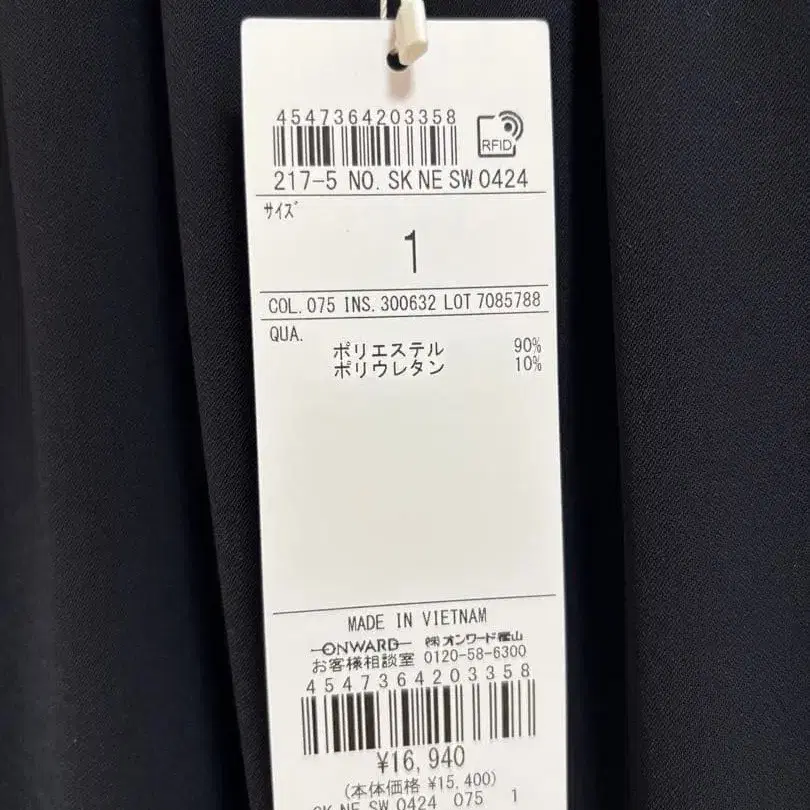 4547364203358
RFID
217-5 NO. SKNESW0424
サイズ
1
COL. 075 INS. 300632 LOT 7085788
QUA.
ポリエステル 90%
ポリウレタン 10%
MADE IN VIETNAM
ONWARD ㈱オンワード樫山
お客様相談室 0120-58-6300
4547364203358
¥16,940
(本体価格 ¥15,400)
SK NE SW 0424 075 1